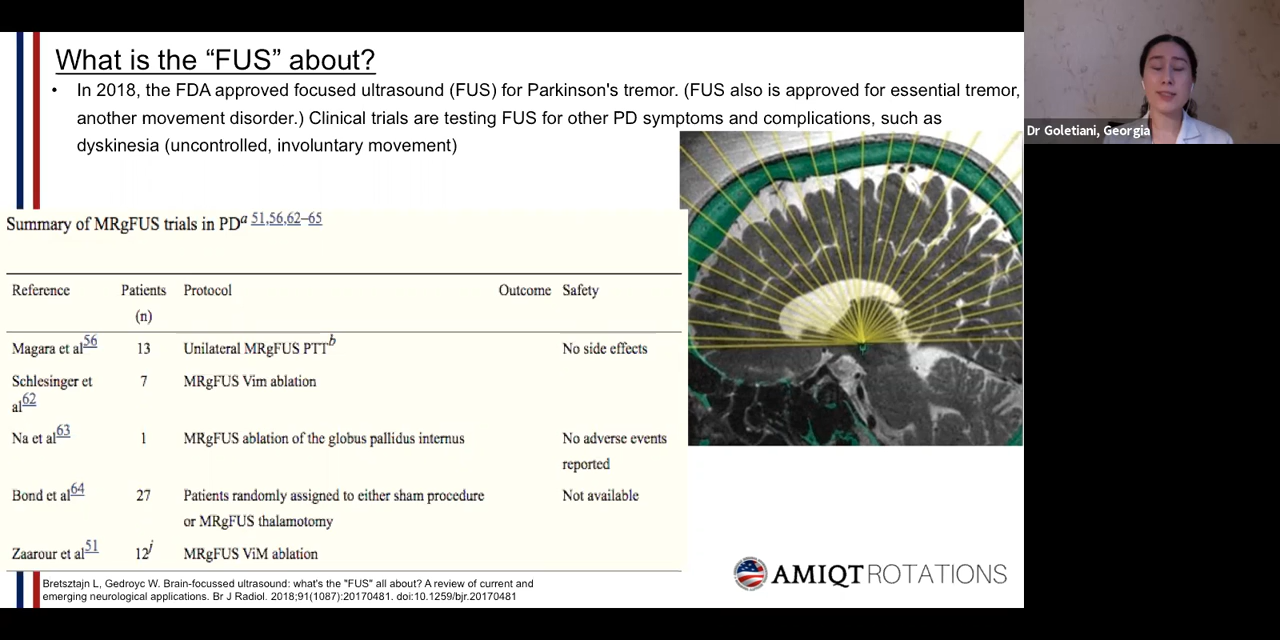 What is the “FUS” about?
• In 2018, the FDA approved focused ultrasound (FUS) for Parkinson's tremor. (FUS also is approved for essential tremor,
another movement disorder.) Clinical trials are testing FUS for other PD symptoms and complications, such as
dyskinesia (uncontrolled, involuntary movement)
Dr Goletiani, Georgia
Summary of MRgFUS trials in PDa 51,56,62–65
Reference Patients Protocol Outcome Safety
(n)
Magara et al56 13 Unilateral MRgFUS PTTb No side effects
Schlesinger et 7 MRgFUS Vim ablation
al62
Na et al63 1 MRgFUS ablation of the globus pallidus internus No adverse events
reported
Bond et al64 27 Patients randomly assigned to either sham procedure Not available
or MRgFUS thalamotomy
Zaarour et al51 12j MRgFUS ViM ablation
Bretsztajn L, Gedroyc W. Brain-focussed ultrasound: what's the "FUS" all about? A review of current and
emerging neurological applications. Br J Radiol. 2018;91(1087):20170481. doi:10.1259/bjr.20170481
AMIQT ROTATIONS